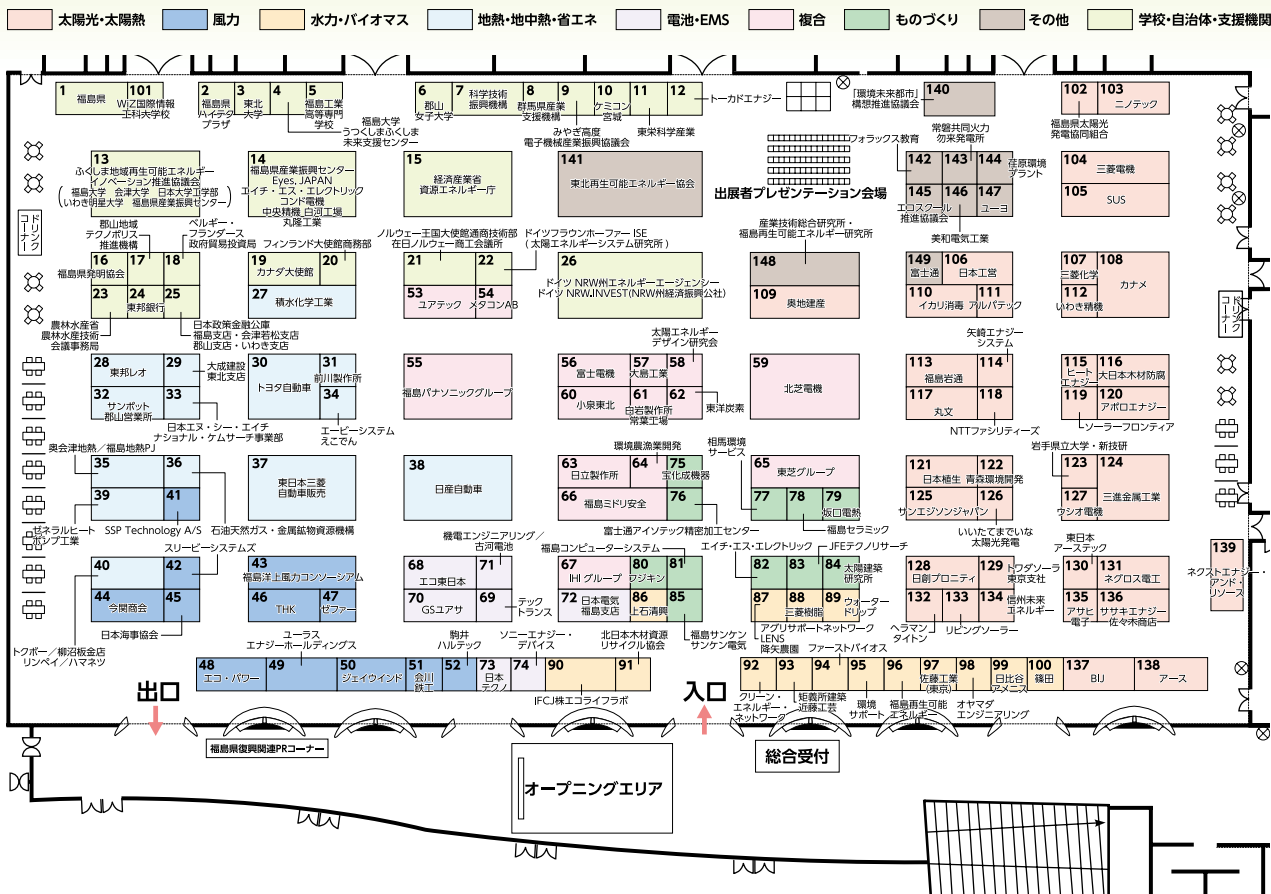 太陽光・太陽熱
風力
水力・バイオマス
地熱・地中熱・省エネ
電池・EMS
複合
ものづくり
その他
学校・自治体・支援機関
1
福島県
101
WiZ国際情報
工科大学校
2
福島県
ハイテク
プラザ
3
東北
大学
4
福島大学
うつくしまふくしま
未来支援センター
5
福島工業
高等専門
学校
6
郡山
女子大学
7
科学技術
振興機構
8
群馬県産業
支援機構
9
みやぎ高度
電子機械産業振興協議会
10
ケミコン
宮城
11
東栄科学産業
12
トーカドエナジー
「環境未来都市」
構想推進協議会
140
102
福島県太陽光
発電協同組合
103
ニノテック
13
ふくしま地域再生可能エネルギー
イノベーション推進協議会
(福島大学 会津大学 日本大学工学部
いわき明星大学 福島県産業振興センター)
14
福島県産業振興センター
Eyes, JAPAN
エイチ・エス・エレクトリック
コンド電機
中央精機 白河工場
丸隆工業
15
経済産業省
資源エネルギー庁
141
東北再生可能エネルギー協会
出展者プレゼンテーション会場
フォラックス教育
常磐共同火力
勿来発電所
142
143
144
荏原環境
プラント
145
エコスクール
推進協議会
146
美和電気工業
147
ユーヨ
104
三菱電機
105
SUS
ドリンク
コーナー
郡山地域
テクノポリス
推進機構
ベルギー・
フランダース
政府貿易投資局
16
福島県発明協会
17
18
フィンランド大使館商務部
19
カナダ大使館
20
ノルウェー王国大使館通商技術部
在日ノルウェー商工会議所
21
ドイツフラウンホーファー ISE
(太陽エネルギーシステム研究所)
22
26
ドイツ NRW州エネルギーエージェンシー
ドイツ NRW.INVEST(NRW州経済振興公社)
産業技術総合研究所・
福島再生可能エネルギー研究所
148
149
富士通
106
日本工営
107
三菱化学
108
カナメ
23
農林水産省
農林水産技術
会議事務局
24
東邦銀行
25
日本政策金融公庫
福島支店・会津若松支店
郡山支店・いわき支店
27
積水化学工業
53
ユアテック
54
メタコンAB
109
奥地建産
110
イカリ消毒
111
アルパテック
112
いわき精機
ドリンク
コーナー
28
東邦レオ
29
大成建設
東北支店
30
トヨタ自動車
31
前川製作所
55
福島パナソニックグループ
56
富士電機
57
大島工業
58
太陽エネルギー
デザイン研究会
59
北芝電機
113
福島岩通
114
矢崎エナジー
システム
115
ヒート
エナジー
116
大日本木材防腐
32
サンポット
郡山営業所
33
日本エヌ・シー・エイチ
ナショナル・ケムサーチ事業部
34
エービーシステム
えこでん
60
小泉東北
61
白岩製作所
常葉工業
62
東洋炭素
117
丸文
118
NTTファシリティーズ
119
ソーラーフロンティア
120
アポロエナジー
奥会津地熱／福島地熱PJ
35
36
石油天然ガス・金属鉱物資源機構
37
東日本三菱
自動車販売
38
日産自動車
63
日立製作所
環境農漁業開発
64
75
宝化成機器
相馬環境
サービス
65
東芝グループ
121
日本植生
122
青森環境開発
岩手県立大学・新技研
123
124
三進金属工業
39
ゼネラルヒート
ポンプ工業
41
SSP Technology A/S
66
福島ミドリ安全
76
富士通アイソテック精密加工センター
77
78
福島セラミック
79
坂口電熱
125
サンエジソンジャパン
126
いいたてまでいな
太陽光発電
127
ウシオ電機
スリービーシステムズ
40
42
43
福島洋上風力コンソーシアム
機電エンジニアリング／
古河電池
68
エコ東日本
71
福島コンピューターシステム
67
IHI グループ
80
フジキン
81
エイチ・エス・エレクトリック
JFEテクノリサーチ
82
83
84
太陽建築
研究所
128
日創プロニティ
129
トワダソーラー
東京支社
東日本
アーステック
130
131
ネグロス電工
139
ネクストエナジー・
アンド・
リソース
44
今関商会
45
日本海事協会
46
THK
47
ゼファー
70
GSユアサ
69
テック
トランス
72
日本電気
福島支店
86
上石清興
85
福島サンケン
サンケン電気
87
アグリサポートネットワーク
LENS
降矢農園
88
三菱樹脂
89
ウォーター
ドリップ
132
ヘラマン
タイトン
133
リビングソーラー
134
信州未来
エネルギー
135
アサヒ
電子
136
ササキエナジー
佐々木商店
トクボー／柳沼板金店
リンペイ／ハマネツ
ユーラス
エナジーホールディングス
駒井
ハルテック
ソニーエナジー・
デバイス
北日本木材資源
リサイクル協会
ファーストバイオス
48
エコ・パワー
49
50
ジェイウインド
51
会川
鉄工
52
73
日本
テクノ
74
90
IFCJ㈱エコライフラボ
91
92
クリーン・
エネルギー・
ネットワーク
93
矩義所建築
近藤工芸
94
95
環境
サポート
96
福島再生可能
エネルギー
97
佐藤工業
(東京)
98
オヤマダ
エンジニアリング
99
日比谷
アメニス
100
篠田
137
BIJ
138
アース
出口
入口
福島県復興関連PRコーナー
総合受付
オープニングエリア